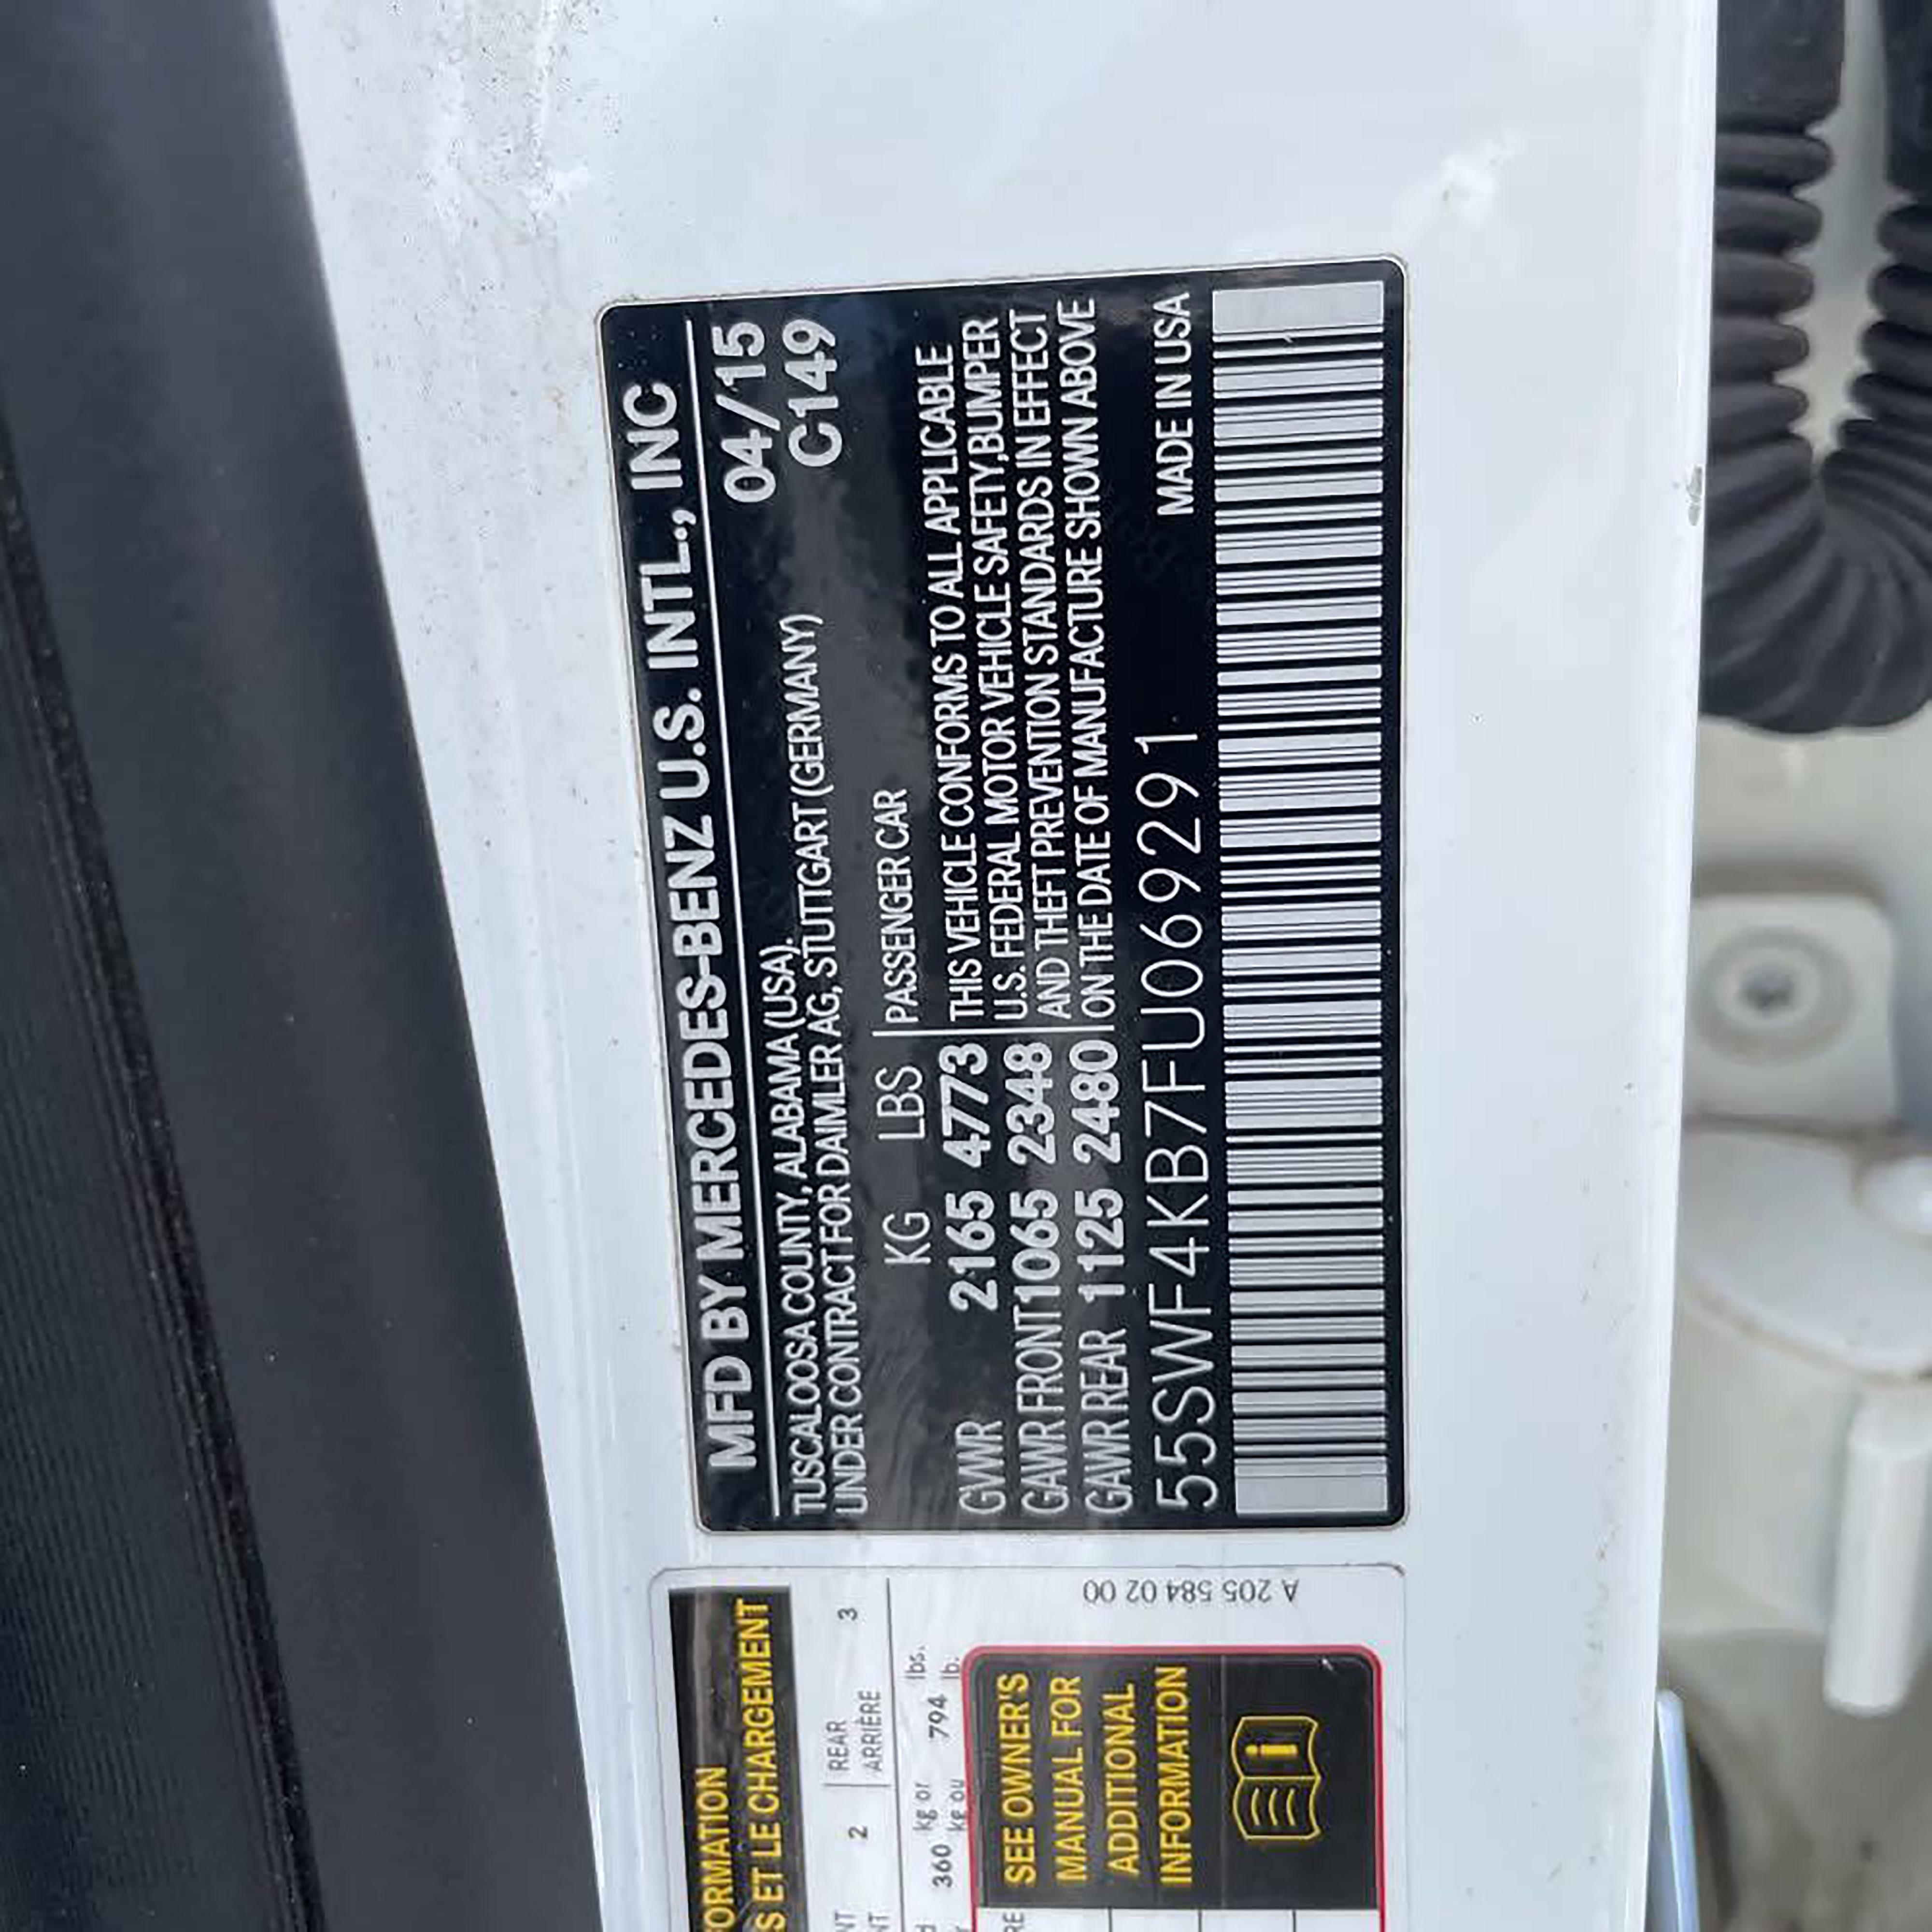 MFD BY MERCEDES-BENZ U.S. INTL., INC
TUSCALOOSA COUNTY, ALABAMA (USA). 04/15
UNDER CONTRACT FOR DAIMLER AG, STUTTGART (GERMANY) C149
KG LBS PASSENGER CAR
GVWR 2165 4773 THIS VEHICLE CONFORMS TO ALL APPLICABLE
GAWR FRONT 1065 2348 U.S. FEDERAL MOTOR VEHICLE SAFETY, BUMPER
AND THEFT PREVENTION STANDARDS IN EFFECT
GAWR REAR 1125 2480 ON THE DATE OF MANUFACTURE SHOWN ABOVE
55SWF4KB7FU069291 MADE IN USA
ET LE CHARGEMENT
2 REAR 3
ARRIÈRE
360 kg or 794 lbs.
kg ou lb.
SEE OWNER'S
MANUAL FOR
ADDITIONAL
INFORMATION
A 205 584 02 00